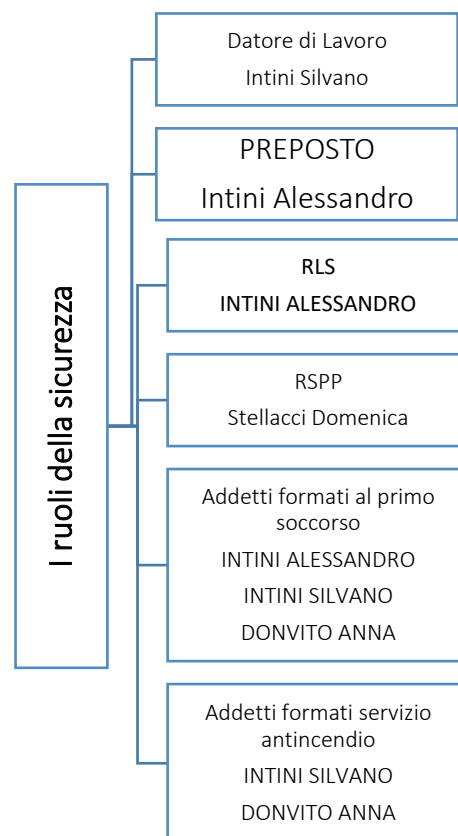 I ruoli della sicurezza
Datore di Lavoro
Intini Silvano
PREPOSTO
Intini Alessandro
RLS
INTINI ALESSANDRO
RSPP
Stellacci Domenica
Addetti formati al primo
soccorso
INTINI ALESSANDRO
INTINI SILVANO
DONVITO ANNA
Addetti formati servizio
antincendio
INTINI SILVANO
DONVITO ANNA